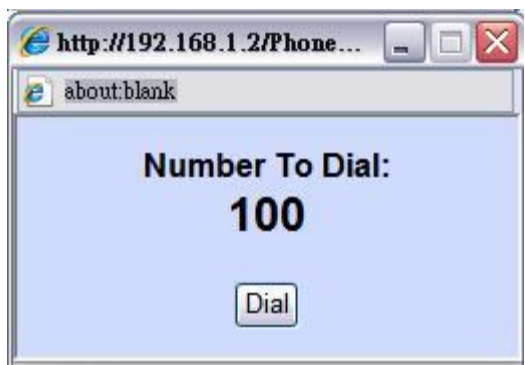 http://192.168.1.2/Phone...
about:blank
Number To Dial:
100
Dial